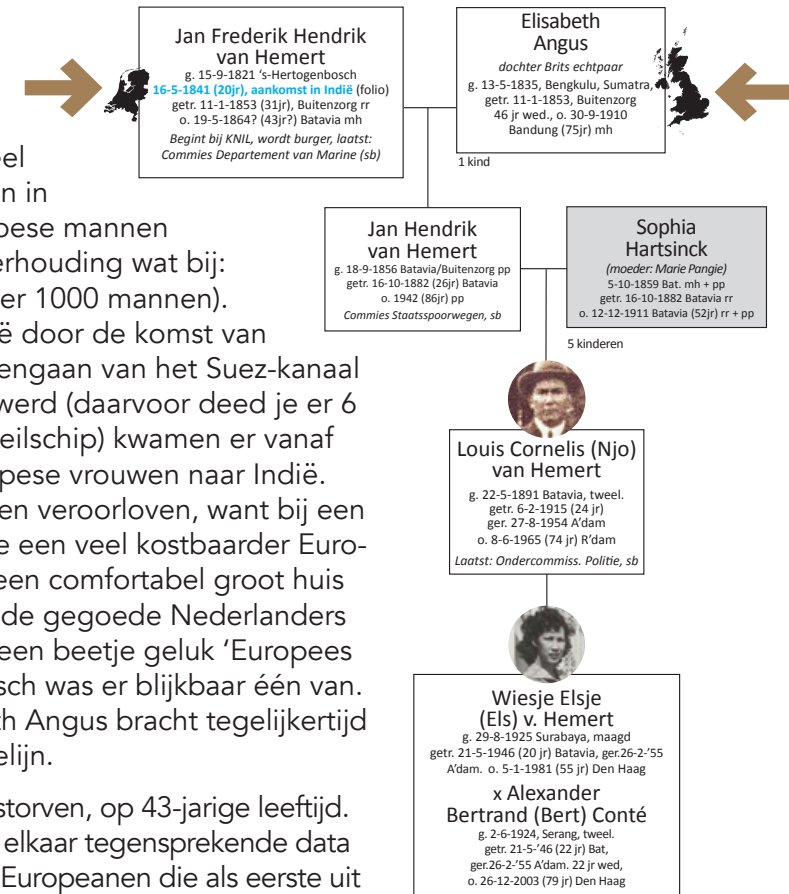 Jan Frederik Hendrik
van Hemert
g. 15-9-1821 's-Hertogenbosch
16-5-1841 (20jr), aankomst in Indië (folio)
getr. 11-1-1853 (31jr), Buitenzorg rr
o. 19-5-1864? (43jr?) Batavia mh
Begint bij KNIL, wordt burger, laatst:
Commies Departement van Marine (sb)
Elisabeth
Angus
dochter Brits echtpaar
g. 13-5-1835, Bengkulu, Sumatra,
getr. 11-1-1853, Buitenzorg
46 jr wed., o. 30-9-1910
Bandung (75jr) mh
1 kind
Jan Hendrik
van Hemert
g. 18-9-1856 Batavia/Buitenzorg pp
getr. 16-10-1882 (26jr) Batavia
o. 1942 (86jr) pp
Commies Staatsspoorwegen, sb
Sophia
Hartsinck
(moeder: Marie Pangie)
5-10-1859 Bat. mh + pp
getr. 16-10-1882 Batavia rr
o. 12-12-1911 Batavia (52jr) rr + pp
5 kinderen
Louis Cornelis (Njo)
van Hemert
g. 22-5-1891 Batavia, tweel.
getr. 6-2-1915 (24 jr)
ger. 27-8-1954 A'dam
o. 8-6-1965 (74 jr) R'dam
Laatst: Ondercommiss. Politie, sb
Wiesje Elsje
(Els) v. Hemert
g. 29-8-1925 Surabaya, maagd
getr. 21-5-1946 (20 jr) Batavia, ger.26-2-'55
A'dam. o. 5-1-1981 (55 jr) Den Haag
x Alexander
Bertrand (Bert) Conté
g. 2-6-1924, Serang, tweel.
getr. 21-5-'46 (22 jr) Bat,
ger.26-2-'55 A'dam. 22 jr wed,
o. 26-12-2003 (79 jr) Den Haag
eel
n in
oese mannen
erhouding wat bij:
er 1000 mannen).
ë door de komst van
engaan van het Suez-kanaal
werd (daarvoor deed je er 6
eilschip) kwamen er vanaf
pese vrouwen naar Indië.
en veroorloven, want bij een
e een veel kostbaarder Euro-
een comfortabel groot huis
de gegoede Nederlanders
een beetje geluk 'Europees
sch was er blijkbaar één van.
th Angus bracht tegelijkertijd
elijn.
storven, op 43-jarige leeftijd.
elkaar tegensprekende data
Europeanen die als eerste uit